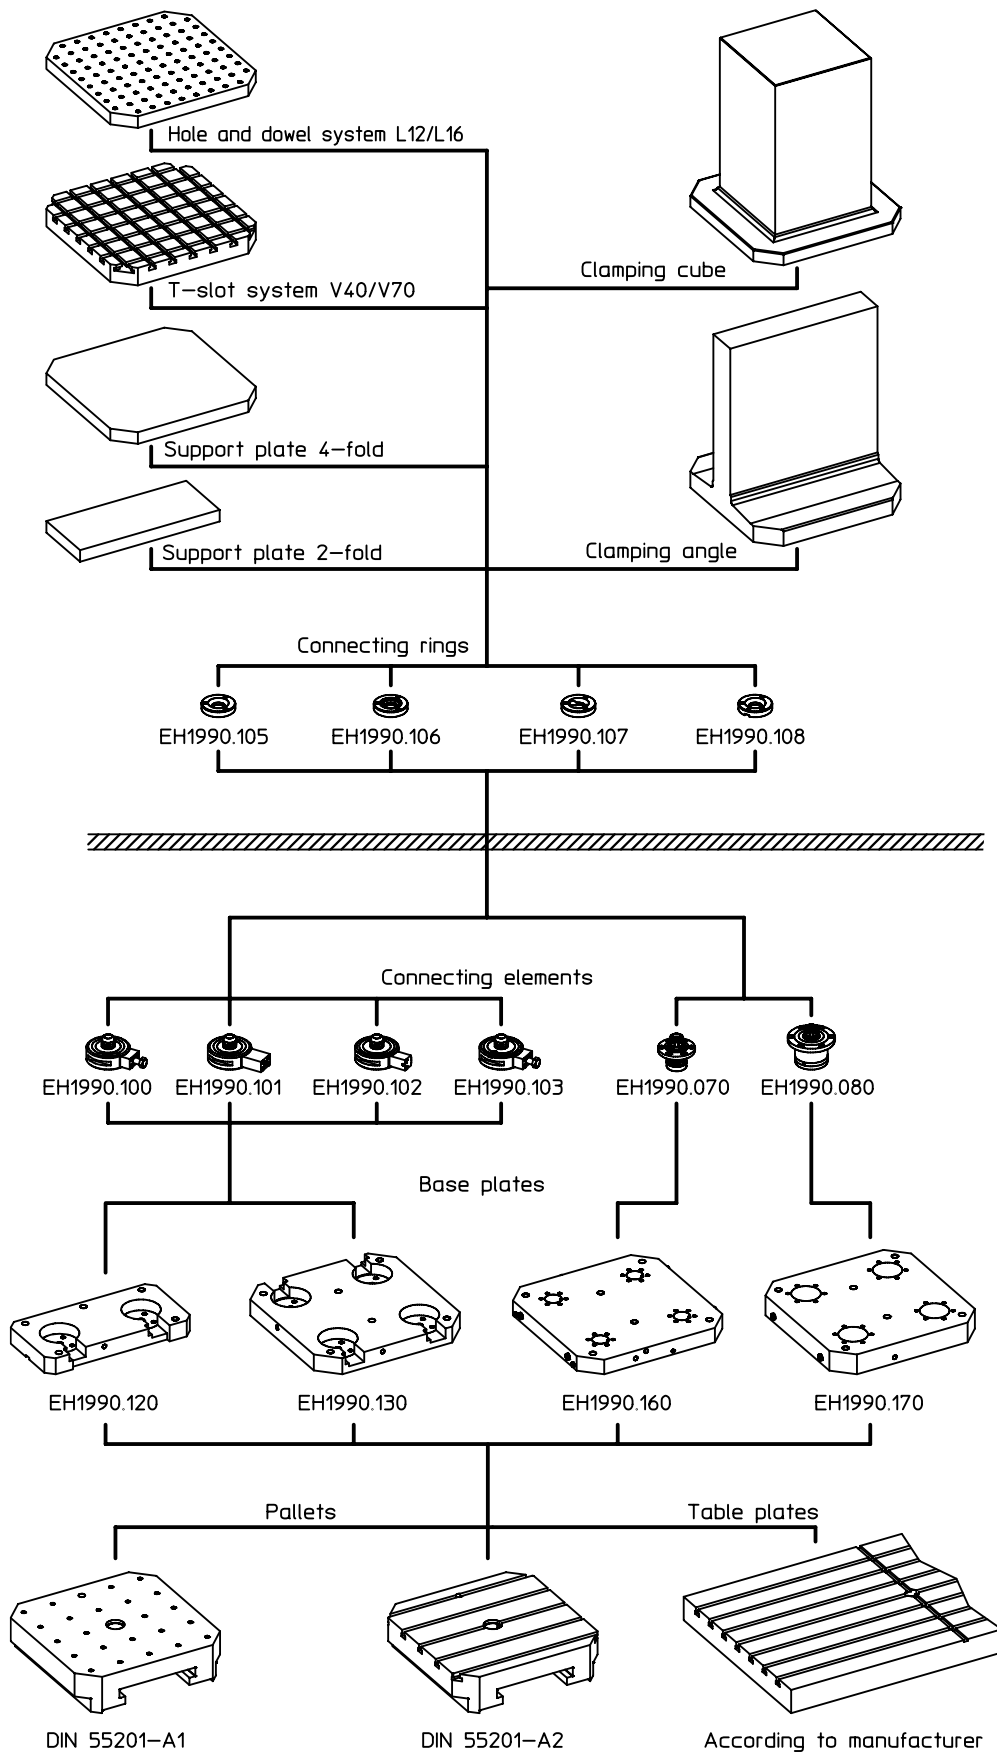 Hole and dowel system L12/L16
Clamping cube
T-slot system V40/V70
Support plate 4-fold
Support plate 2-fold
Clamping angle
Connecting rings
EH1990.105
EH1990.106
EH1990.107
EH1990.108
Connecting elements
EH1990.100
EH1990.101
EH1990.102
EH1990.103
EH1990.070
EH1990.080
Base plates
EH1990.120
EH1990.130
EH1990.160
EH1990.170
Pallets
Table plates
DIN 55201-A1
DIN 55201-A2
According to manufacturer